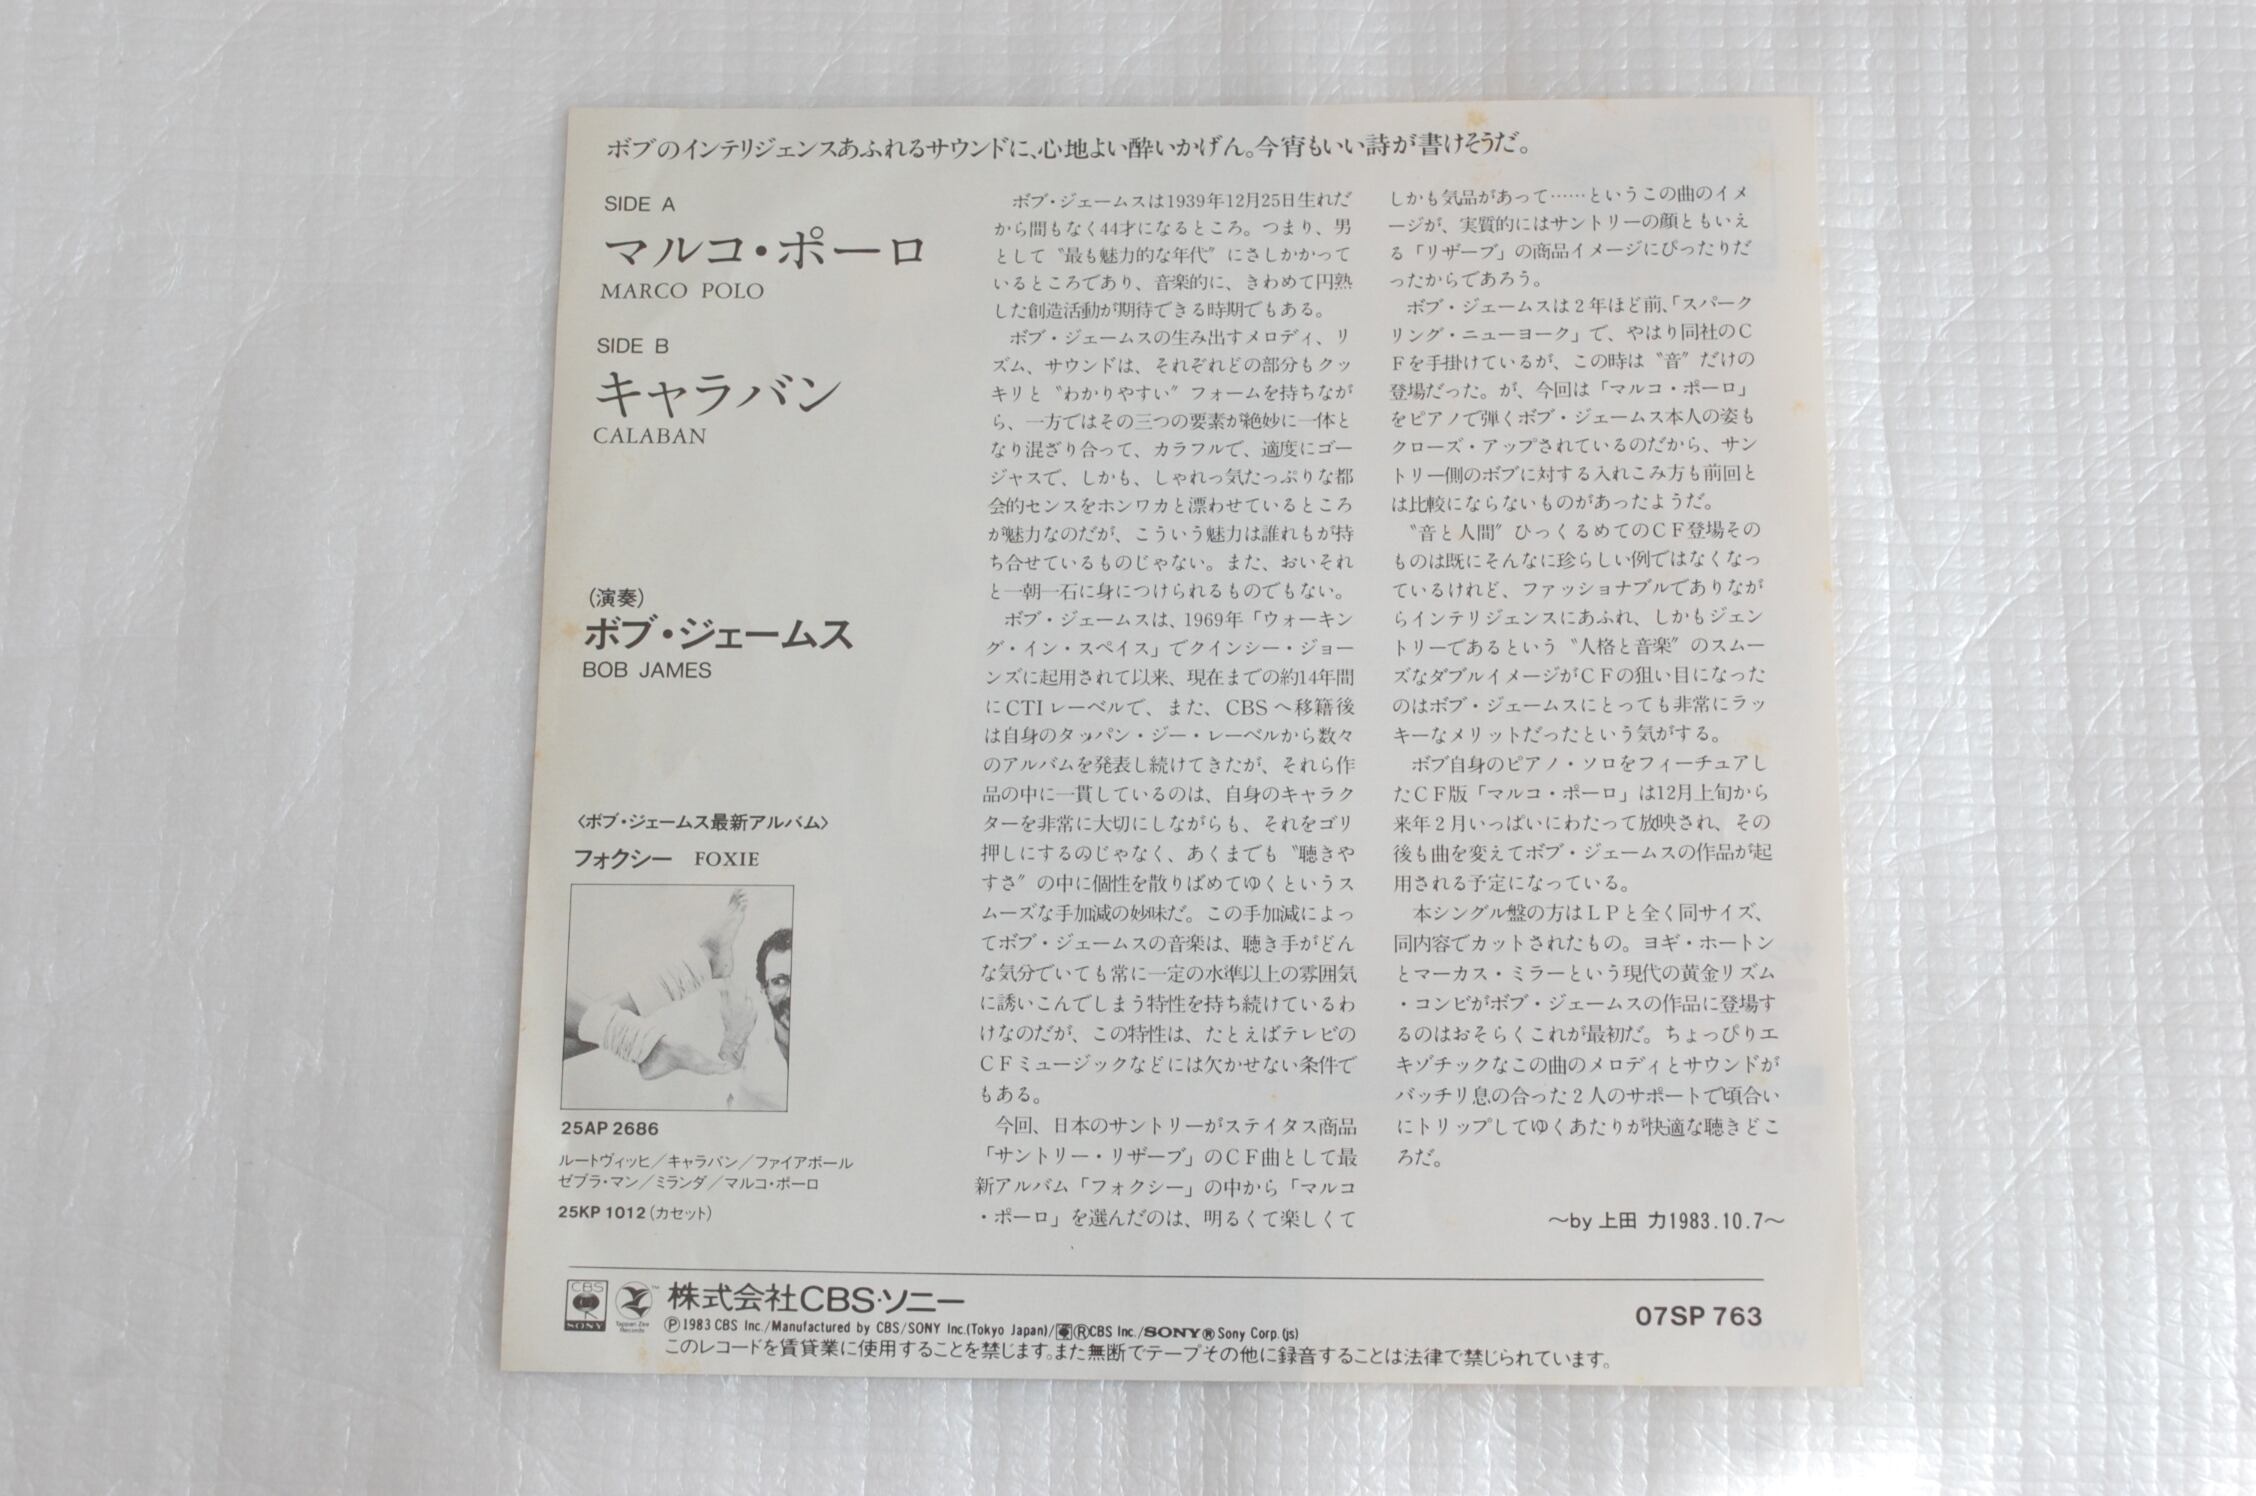 ボブのインテリジェンスあふれるサウンドに、心地よい酔いかげん。今宵もいい詩が書けそうだ。
SIDE A
マルコ・ポーロ
MARCO POLO
SIDE B
キャラバン
CALABAN
(演奏)
ボブ・ジェームス
BOB JAMES
〈ボブ・ジェームス最新アルバム〉
フォクシー FOXIE
25AP 2686
ルートヴィッヒ/キャラバン/ファイアボール
ゼブラ・マン/ミランダ/マルコ・ポーロ
25KP 1012(カセット)
ボブ・ジェームスは1939年12月25日生れだ
から間もなく44才になるところ。つまり、男
として〝最も魅力的な年代〟にさしかかって
いるところであり、音楽的に、きわめて円熟
した創造活動が期待できる時期でもある。
ボブ・ジェームスの生み出すメロディ、リ
ズム、サウンドは、それぞれどの部分もクッ
キリと〝わかりやすい〟フォームを持ちなが
ら、一方ではその三つの要素が絶妙に一体と
なり混ざり合って、カラフルで、適度にゴー
ジャスで、しかも、しゃれっ気たっぷりな都
会的センスをホンワカと漂わせているところ
が魅力なのだが、こういう魅力は誰れもが持
ち合せているものじゃない。また、おいそれ
と一朝一石に身につけられるものでもない。
ボブ・ジェームスは、1969年「ウォーキン
グ・イン・スペイス」でクインシー・ジョー
ンズに起用されて以来、現在までの約14年間
にCTIレーベルで、また、CBSへ移籍後
は自身のタッパン・ジー・レーベルから数々
のアルバムを発表し続けてきたが、それら作
品の中に一貫しているのは、自身のキャラク
ターを非常に大切にしながらも、それをゴリ
押しにするのじゃなく、あくまでも〝聴きや
すさ〟の中に個性を散りばめてゆくというス
ムーズな手加減の妙味だ。この手加減によっ
てボブ・ジェームスの音楽は、聴き手がどん
な気分でいても常に一定の水準以上の雰囲気
に誘いこんでしまう特性を持ち続けているわ
けなのだが、この特性は、たとえばテレビの
CFミュージックなどには欠かせない条件で
もある。
今回、日本のサントリーがステイタス商品
「サントリー・リザーブ」のCF曲として最
新アルバム「フォクシー」の中から「マルコ
・ポーロ」を選んだのは、明るくて楽しくて
しかも気品があって……というこの曲のイメ
ージが、実質的にはサントリーの顔ともいえ
る「リザーブ」の商品イメージにぴったりだ
ったからであろう。
ボブ・ジェームスは2年ほど前、「スパーク
リング・ニューヨーク」で、やはり同社のC
Fを手掛けているが、この時は〝音〟だけの
登場だった。が、今回は「マルコ・ポーロ」
をピアノで弾くボブ・ジェームス本人の姿も
クローズ・アップされているのだから、サン
トリー側のボブに対する入れこみ方も前回と
は比較にならないものがあったようだ。
〝音と人間〟ひっくるめてのCF登場その
ものは既にそんなに珍らしい例ではなくなっ
ているけれど、ファッショナブルでありなが
らインテリジェンスにあふれ、しかもジェン
トリーであるという〝人格と音楽〟のスムー
ズなダブルイメージがCFの狙い目になった
のはボブ・ジェームスにとっても非常にラッ
キーなメリットだったという気がする。
ボブ自身のピアノ・ソロをフィーチュアし
たCF版「マルコ・ポーロ」は12月上旬から
来年2月いっぱいにわたって放映され、その
後も曲を変えてボブ・ジェームスの作品が起
用される予定になっている。
本シングル盤の方はLPと全く同サイズ、
同内容でカットされたもの。ヨギ・ホートン
とマーカス・ミラーという現代の黄金リズム
・コンビがボブ・ジェームスの作品に登場す
るのはおそらくこれが最初だ。ちょっぴりエ
キゾチックなこの曲のメロディとサウンドが
バッチリ息の合った2人のサポートで頃合い
にトリップしてゆくあたりが快適な聴きどこ
ろだ。
〜by 上田 力1983.10.7〜
CBS
SONY
Tappan Zee
Records
株式会社CBS・ソニー
Ⓟ1983 CBS Inc./Manufactured by CBS/SONY Inc.(Tokyo Japan)/ⓇCBS Inc./SONY®Sony Corp.(js)
このレコードを賃貸業に使用することを禁じます。また無断でテープその他に録音することは法律で禁じられています。
07SP 763